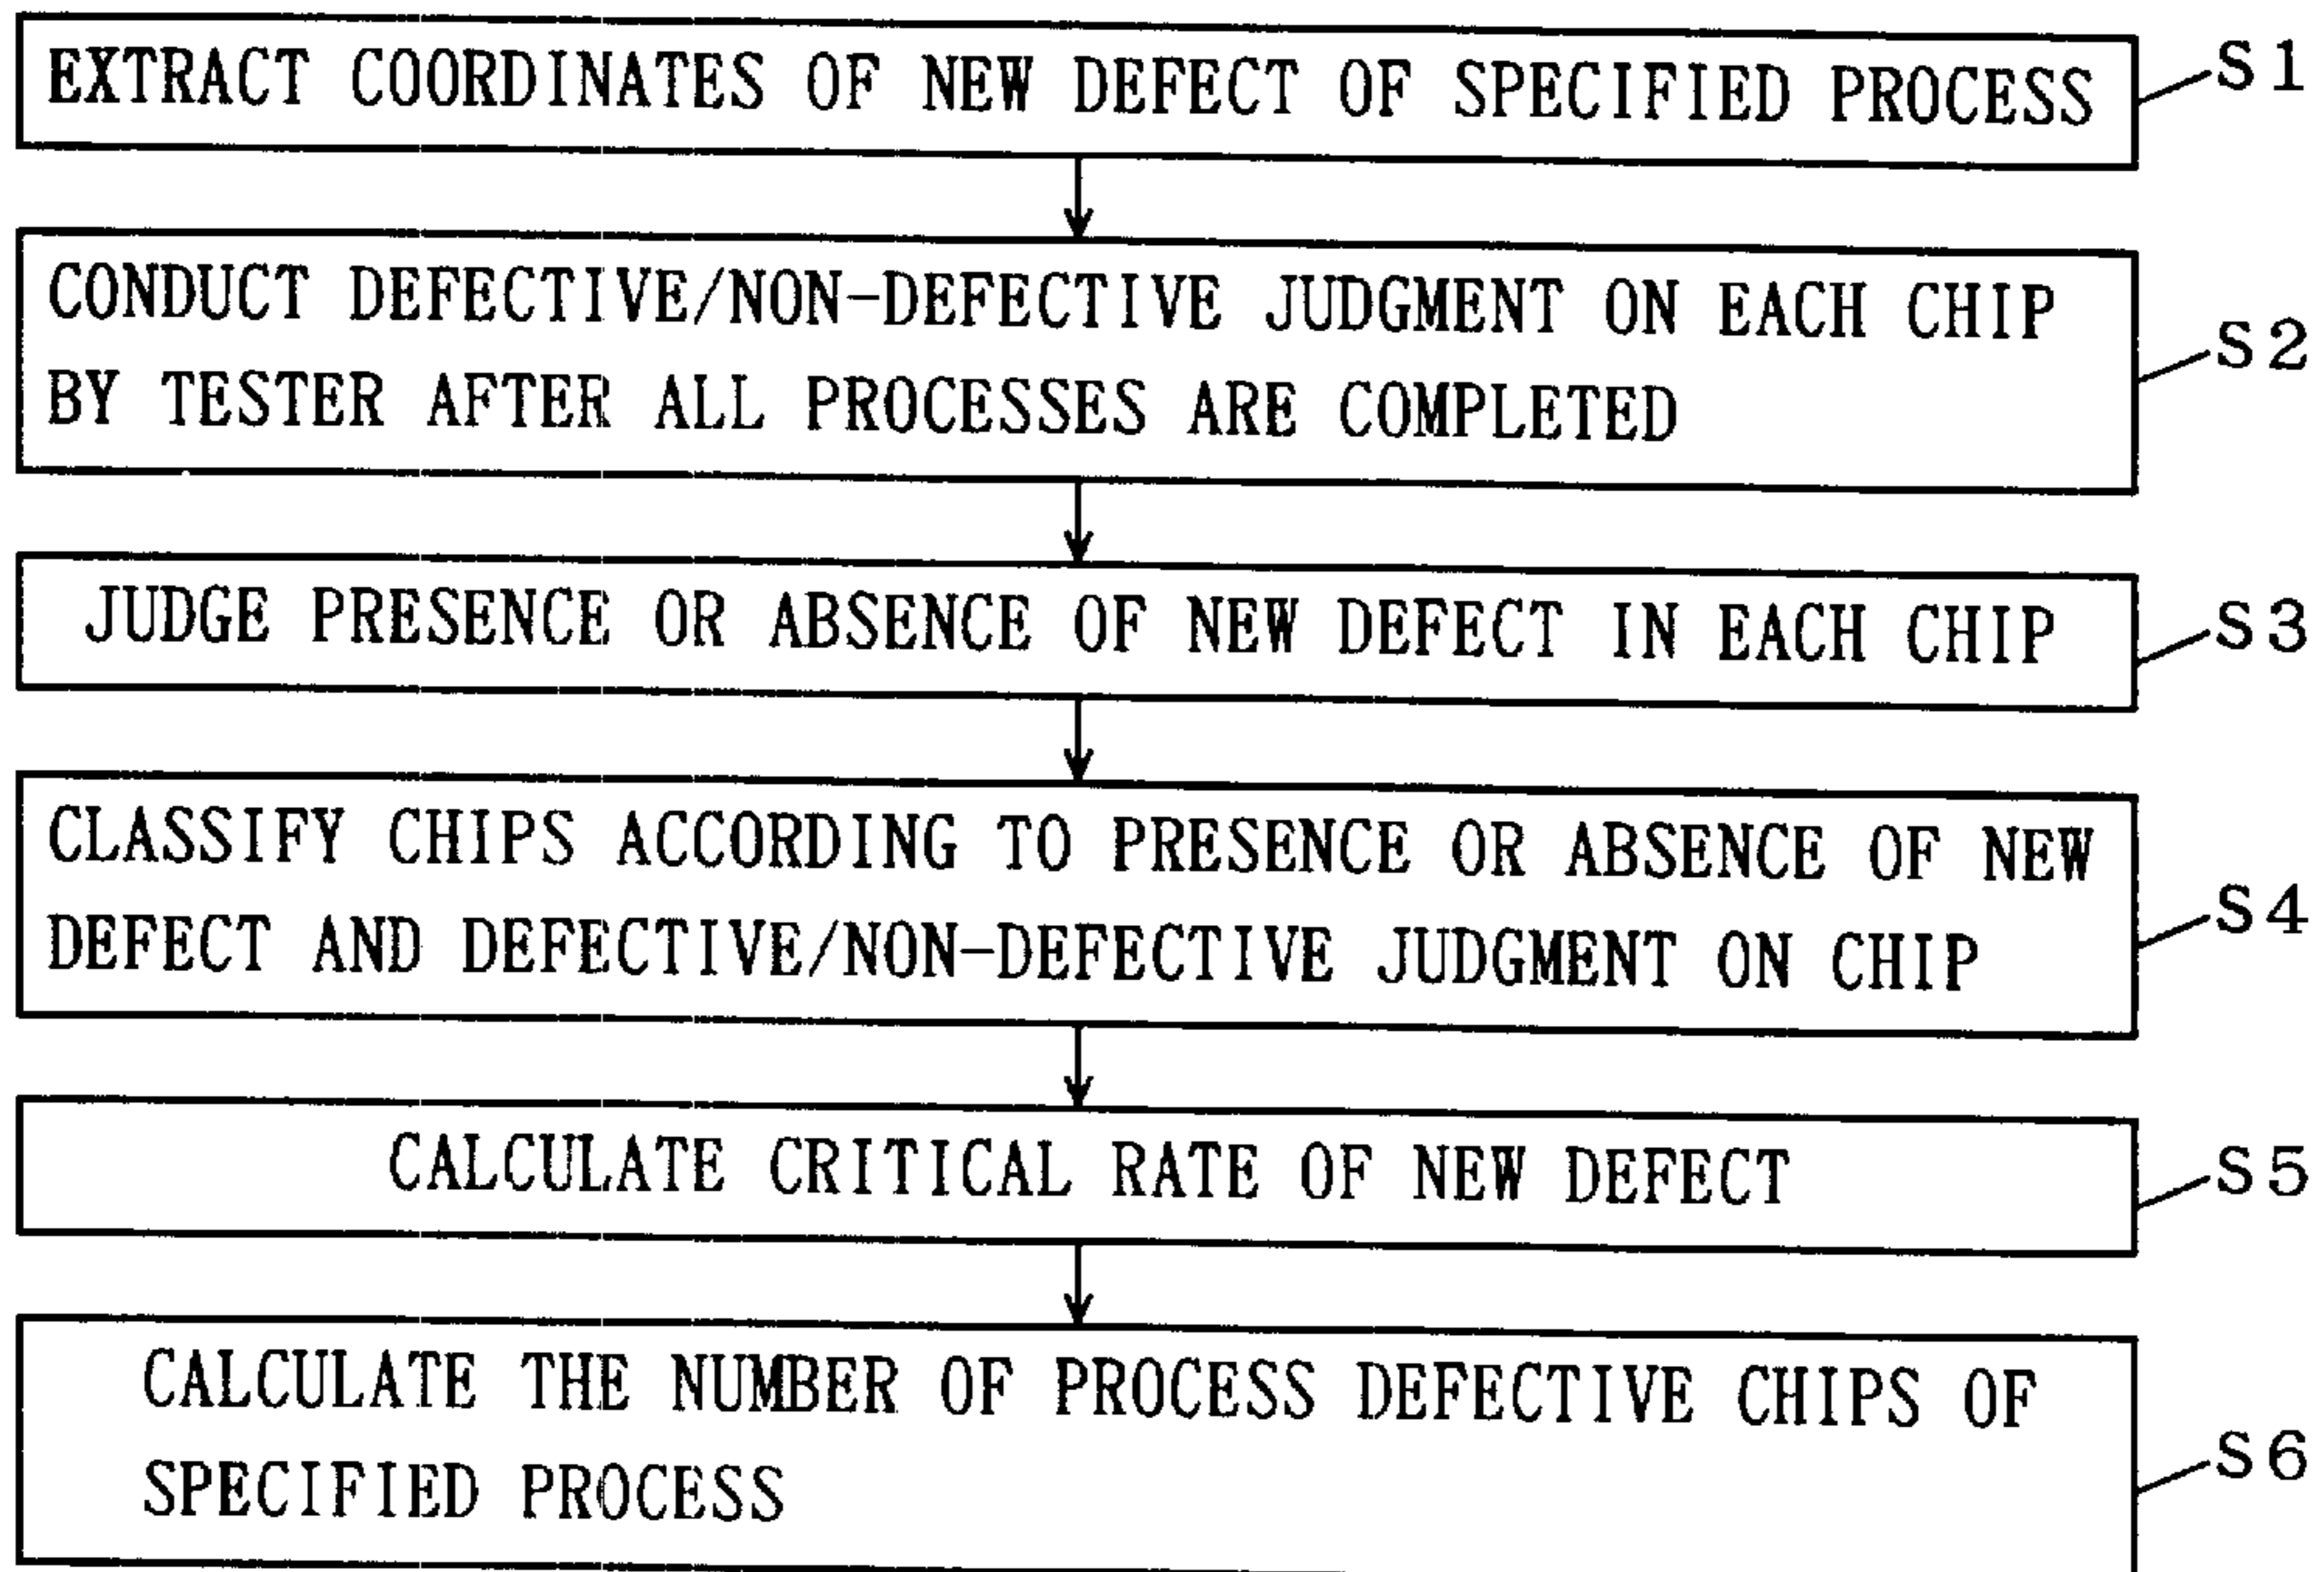 EXTRACT COORDINATES OF NEW DEFECT OF SPECIFIED PROCESS
S1
CONDUCT DEFECTIVE/NON-DEFECTIVE JUDGMENT ON EACH CHIP
BY TESTER AFTER ALL PROCESSES ARE COMPLETED
S2
JUDGE PRESENCE OR ABSENCE OF NEW DEFECT IN EACH CHIP
S3
CLASSIFY CHIPS ACCORDING TO PRESENCE OR ABSENCE OF NEW
DEFECT AND DEFECTIVE/NON-DEFECTIVE JUDGMENT ON CHIP
S4
CALCULATE CRITICAL RATE OF NEW DEFECT
S5
CALCULATE THE NUMBER OF PROCESS DEFECTIVE CHIPS OF
SPECIFIED PROCESS
S6